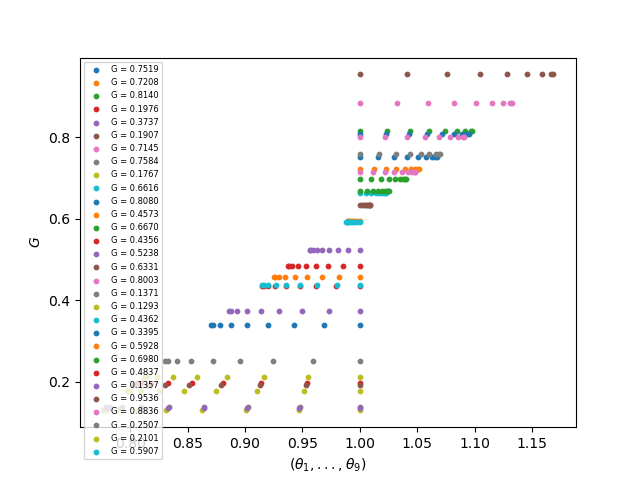 G = 0.7519
G = 0.7208
G = 0.8140
G = 0.1976
G = 0.3737
G = 0.1907
G = 0.7145
G = 0.7584
G = 0.1767
G = 0.6616
G = 0.8080
G = 0.4573
G = 0.6670
G = 0.4356
G = 0.5238
G = 0.6331
G = 0.8003
G = 0.1371
G = 0.1293
G = 0.4362
G = 0.3395
G = 0.5928
G = 0.6980
G = 0.4837
G = 0.1357
G = 0.9536
G = 0.8836
G = 0.2507
G = 0.2101
G = 0.5907
0.8
0.6
0.4
0.2
G
0.80 0.85 0.90 0.95 1.00 1.05 1.10 1.15
(θ₁, . . . , θ₉)